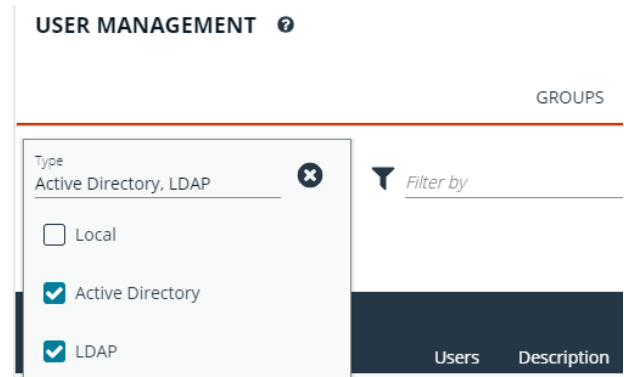 USER MANAGEMENT ?
GROUPS
Type
Active Directory, LDAP
Filter by
Local
Active Directory
LDAP
Users Description